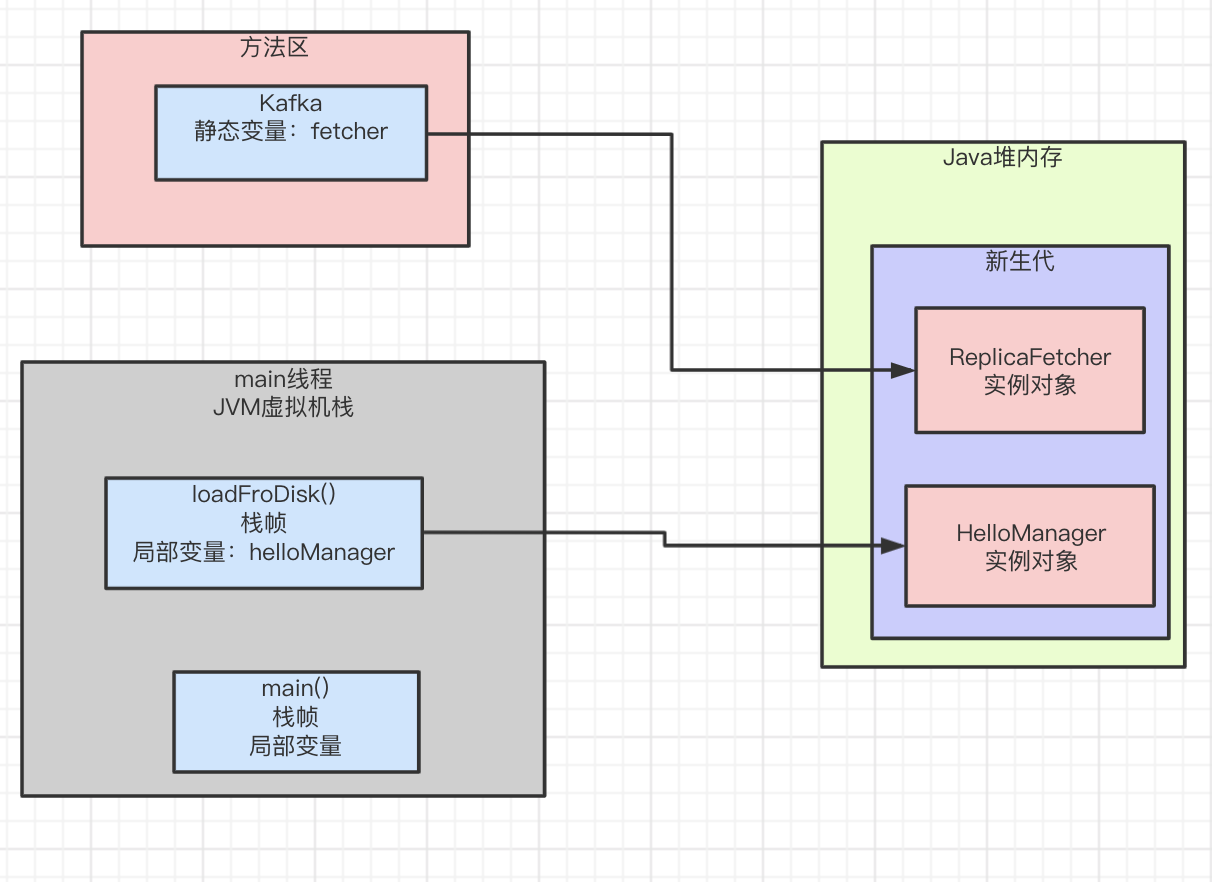 方法区
Kafka
静态变量：fetcher
Java堆内存
新生代
ReplicaFetcher
实例对象
main线程
JVM虚拟机栈
loadFroDisk()
栈帧
局部变量：helloManager
HelloManager
实例对象
main()
栈帧
局部变量